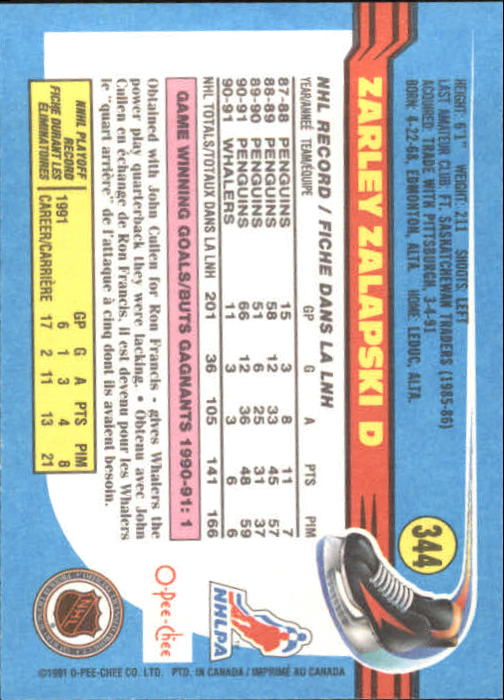 344
ZARLEY ZALAPSKI D
HEIGHT: 6'1" WEIGHT: 211 SHOOTS: LEFT
LAST AMATEUR CLUB: FT. SASKATCHEWAN TRADERS (1985-86)
ACQUIRED: TRADE WITH PITTSBURGH, 3-4-91
BORN: 4-22-68, EDMONTON, ALTA. HOME: LEDUC, ALTA.
NHL RECORD / FICHE DANS LA LNH
YEAR/ANNÉE TEAM/ÉQUIPE GP G A PTS PIM
87-88 PENGUINS 15 3 8 11 7
88-89 PENGUINS 58 12 33 45 57
89-90 PENGUINS 51 6 25 31 37
90-91 PENGUINS 66 12 36 48 59
90-91 WHALERS 11 3 3 6 6
NHL TOTALS/TOTAUX DANS LA LNH 201 36 105 141 166
GAME WINNING GOALS/BUTS GAGNANTS 1990-91: 1
Obtained with John Cullen for Ron Francis - gives Whalers the
power play quarterback they were lacking. • Obtenu avec John
Cullen en échange de Ron Francis, il est devenu pour les Whalers
le "quart arrière" de l'attaque à cinq dont ils avaient besoin.
NHL PLAYOFF
RECORD
FICHE DURANT LES
ÉLIMINATOIRES
GP G A PTS PIM
1991 6 1 3 4 8
CAREER/CARRIÈRE 17 2 11 13 21
NHLPA
O-Pee-Chee
NHL
©1991 O-PEE-CHEE CO. LTD. PTD. IN CANADA / IMPRIMÉ AU CANADA